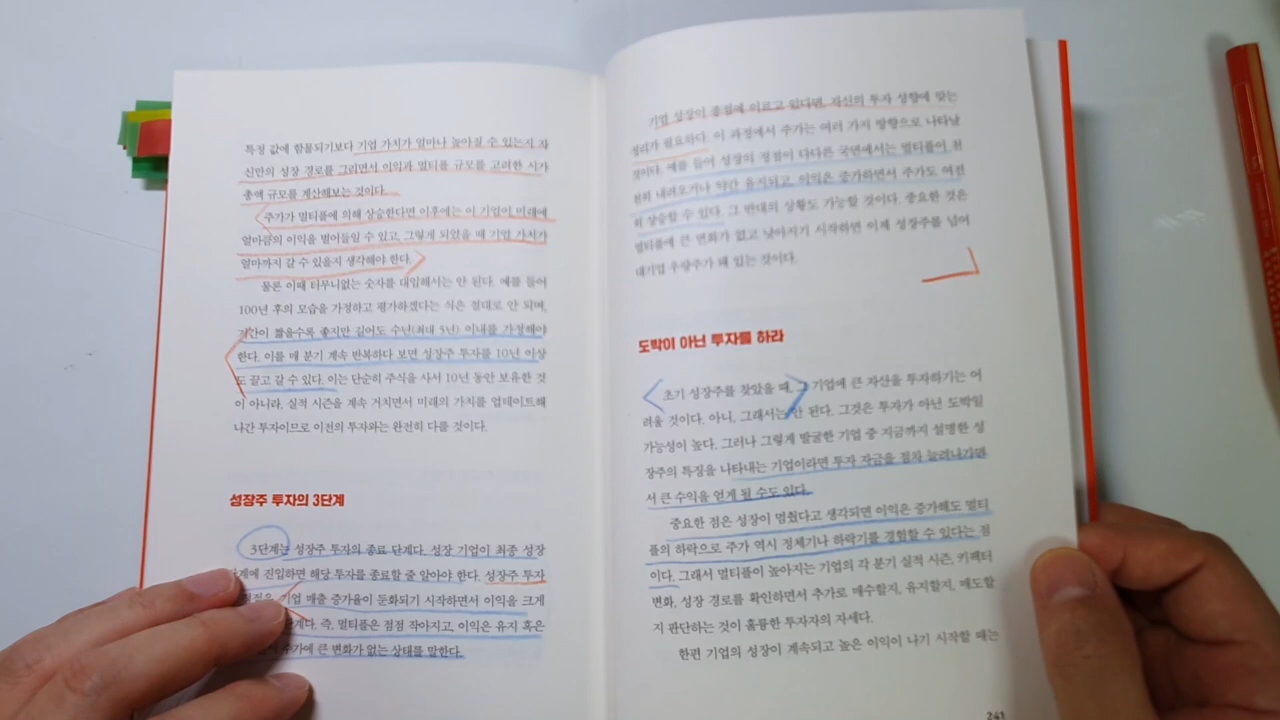 특정 값에 함몰되기보다 기업 가치가 얼마나 높아질 수 있는지 자
신만의 성장 경로를 그리면서 이익과 멀티플 규모를 고려한 시가
총액 규모를 계산해보는 것이다.
주가가 멀티플에 의해 상승한다면 이후에는 이 기업이 미래에
얼마큼의 이익을 벌어들일 수 있고, 그렇게 되었을 때 기업 가치가
얼마까지 갈 수 있을지 생각해야 한다.
물론 이때 터무니없는 숫자를 대입해서는 안 된다. 예를 들어
100년 후의 모습을 가정하고 평가하겠다는 식은 절대로 안 되며,
기간이 짧을수록 좋지만 길어도 수년(최대 5년) 이내를 가정해야
한다. 이를 매 분기 계속 반복하다 보면 성장주 투자를 10년 이상
도 끌고 갈 수 있다. 이는 단순히 주식을 사서 10년 동안 보유한 것
이 아니라, 실적 시즌을 계속 거치면서 미래의 가치를 업데이트해
나간 투자이므로 이전의 투자와는 완전히 다를 것이다.
성장주 투자의 3단계
3단계는 성장주 투자의 종료 단계다. 성장 기업이 최종 성장
단계에 진입하면 해당 투자를 종료할 줄 알아야 한다. 성장주 투자
기업 매출 증가율이 둔화되기 시작하면서 이익을 크게
즉, 멀티플은 점점 작아지고, 이익은 유지 혹은
주가에 큰 변화가 없는 상태를 말한다.
기업 성장이 종점에 이르고 있다면, 자신의 투자 성향에 맞는
정리가 필요하다. 이 과정에서 주가는 여러 가지 방향으로 나타날
것이다. 예를 들어 성장의 정점이 다다른 국면에서는 멀티플이 천
천히 내려오거나 약간 유지되고, 이익은 증가하면서 주가도 여전
히 상승할 수 있다. 그 반대의 상황도 가능할 것이다. 중요한 것은
멀티플에 큰 변화가 없고 낮아지기 시작하면 이제 성장주를 넘어
대기업 우량주가 돼 있는 것이다.
도박이 아닌 투자를 하라
초기 성장주를 찾았을 때, 그 기업에 큰 자산을 투자하기는 어
려울 것이다. 아니, 그래서는 안 된다. 그것은 투자가 아닌 도박일
가능성이 높다. 그러나 그렇게 발굴한 기업 중 지금까지 설명한 성
장주의 특징을 나타내는 기업이라면 투자 자금을 점차 늘려나가면
서 큰 수익을 얻게 될 수도 있다.
중요한 점은 성장이 멈췄다고 생각되면 이익은 증가해도 멀티
플의 하락으로 주가 역시 정체기나 하락기를 경험할 수 있다는 점
이다. 그래서 멀티플이 높아지는 기업의 각 분기 실적 시즌, 키팩터
변화, 성장 경로를 확인하면서 추가로 매수할지, 유지할지, 매도할
지 판단하는 것이 훌륭한 투자자의 자세다.
한편 기업의 성장이 계속되고 높은 이익이 나기 시작할 때는
241